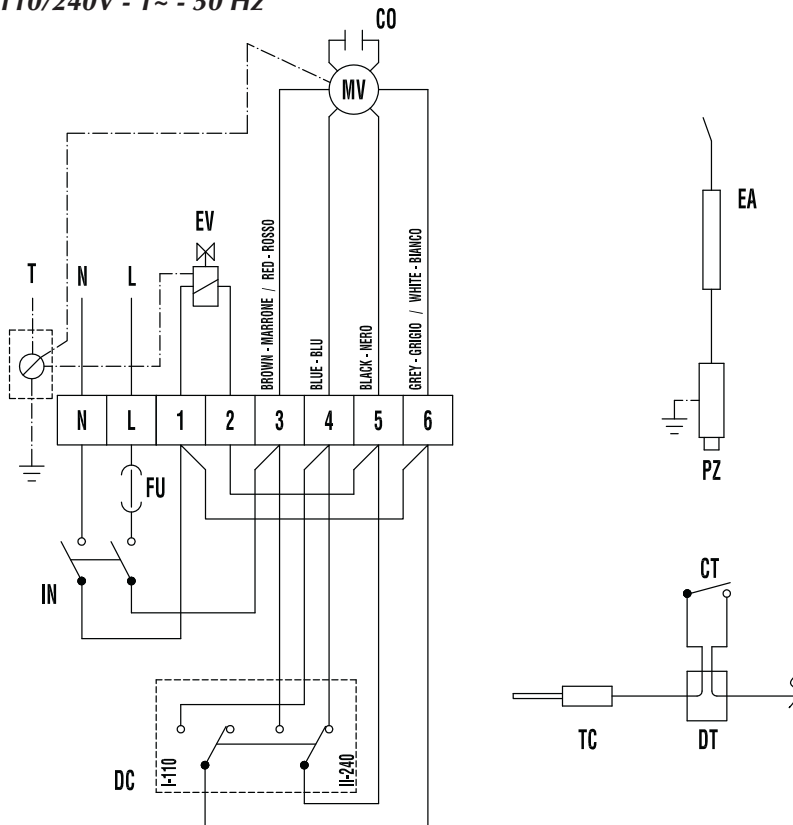 110/240V - 1~ - 50 HZ
CO
MV
EA
EV
T N L
BROWN - MARRONE / RED - ROSSO
BLUE - BLU
BLACK - NERO
GREY - GRIGIO / WHITE - BIANCO
N L 1 2 3 4 5 6
FU
PZ
IN
CT
TC
DT
DC
I-110
II-240